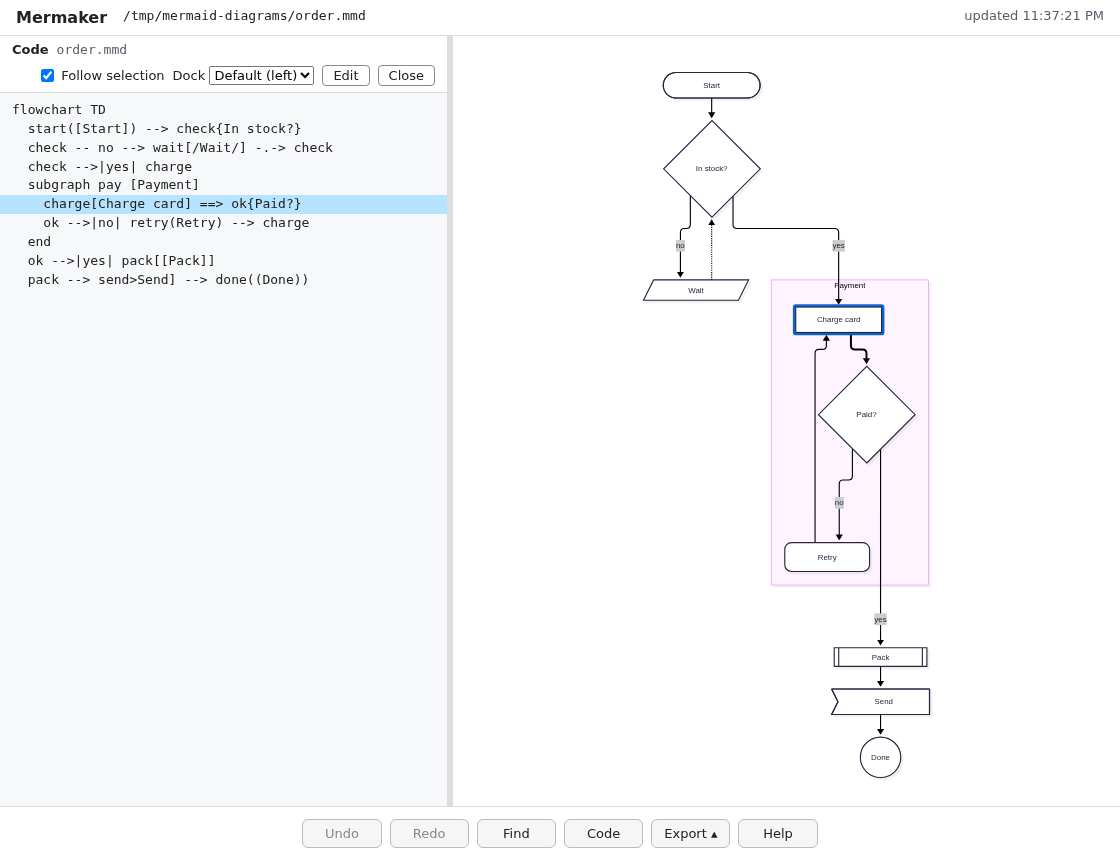 Mermaker /tmp/mermaid-diagrams/order.mmd updated 11:37:21 PM
Code order.mmd
Follow selection Dock Default (left) Edit Close
flowchart TD
start([Start]) --> check{In stock?}
check -- no --> wait[/Wait/] -.-> check
check -->|yes| charge
subgraph pay [Payment]
charge[Charge card] ==> ok{Paid?}
ok -->|no| retry(Retry) --> charge
end
ok -->|yes| pack[[Pack]]
pack --> send>Send] --> done((Done))
Start
In stock?
no
yes
Wait
Payment
Charge card
Paid?
no
Retry
yes
Pack
Send
Done
Undo Redo Find Code Export ▴ Help